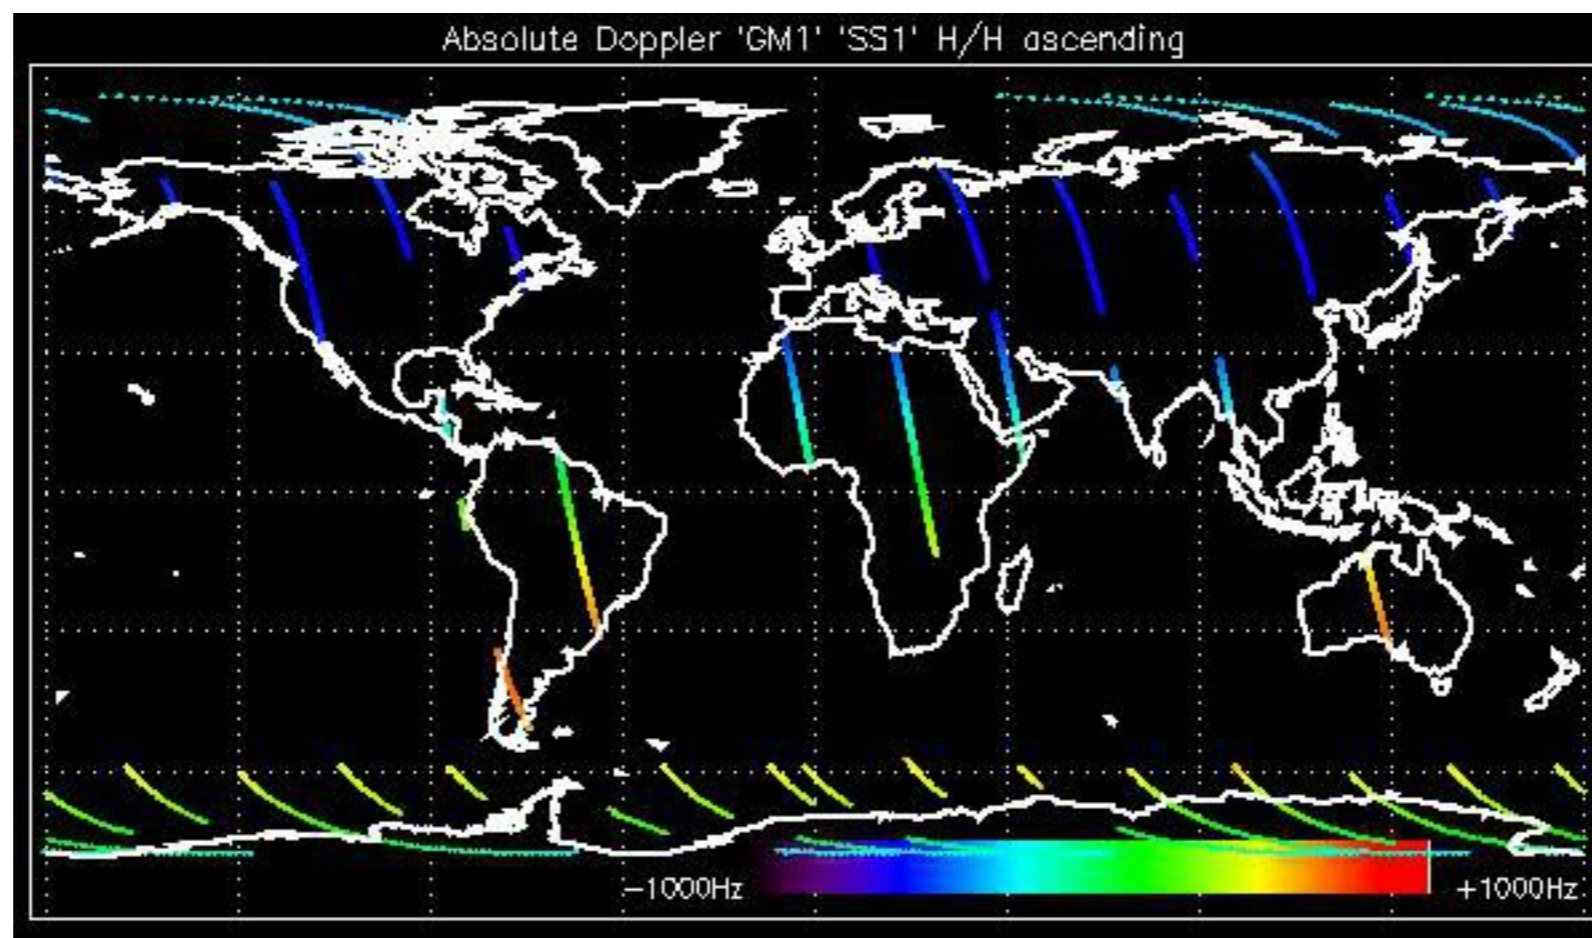 Absolute Doppler 'GM1' 'SS1' H/H ascending
-1000Hz
+1000Hz